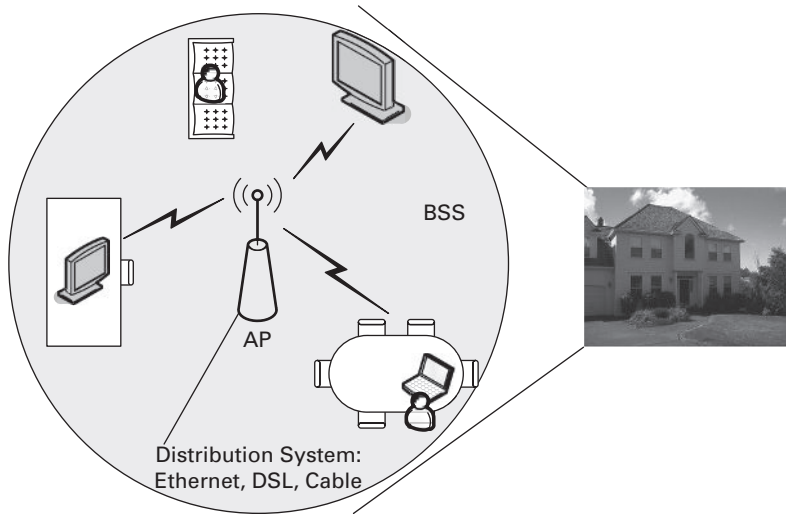 BSS
AP
Distribution System:
Ethernet, DSL, Cable